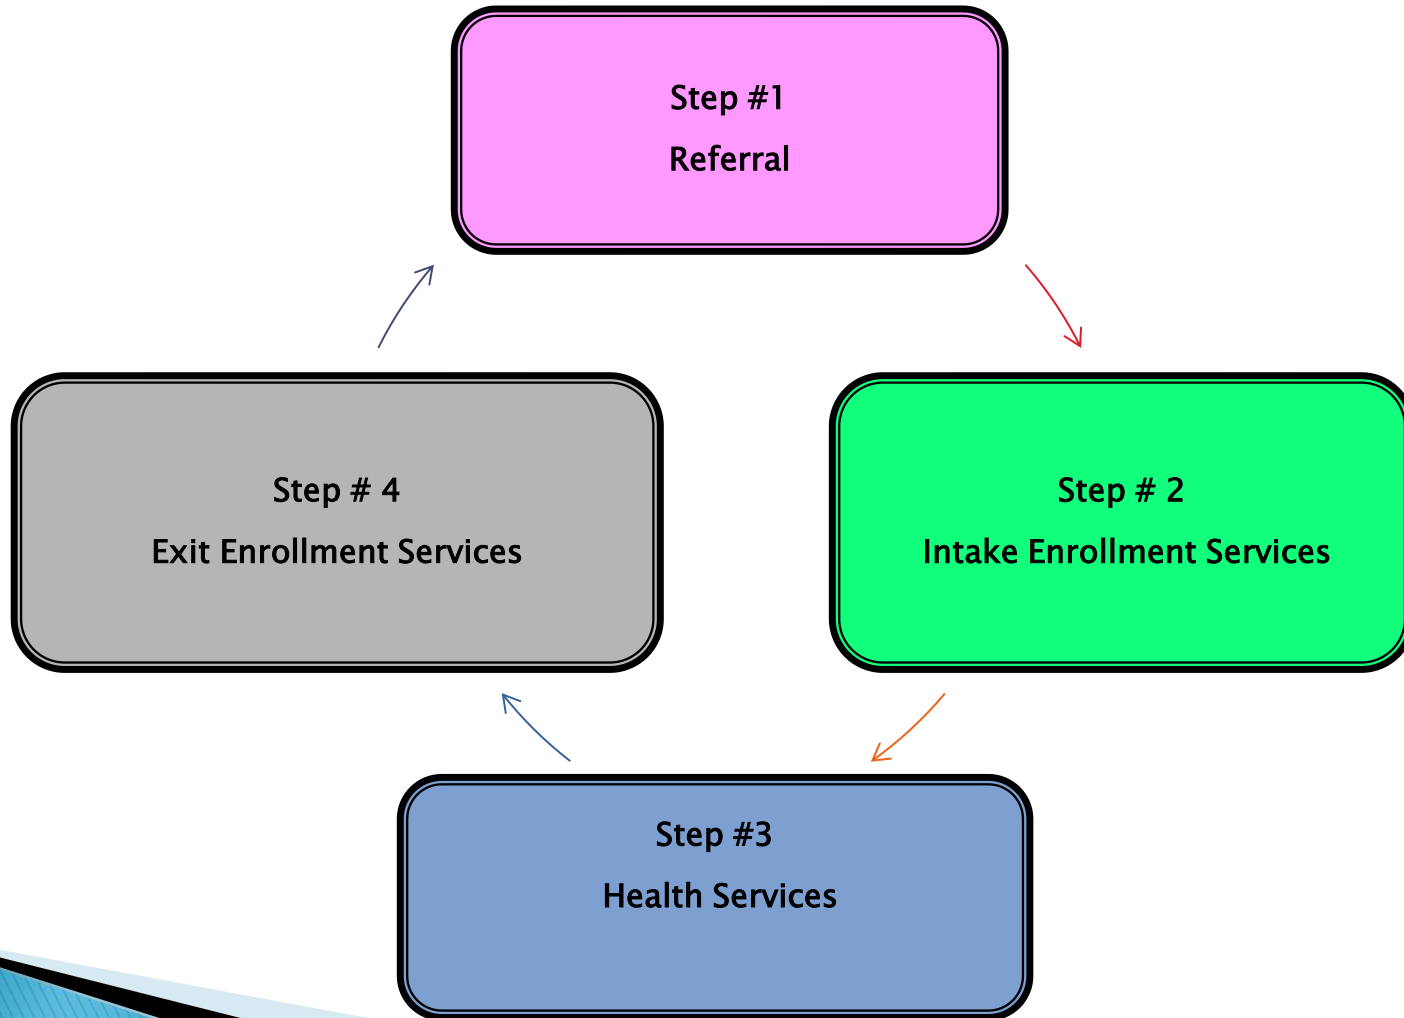 Step #1
Referral
Step # 2
Intake Enrollment Services
Step #3
Health Services
Step # 4
Exit Enrollment Services